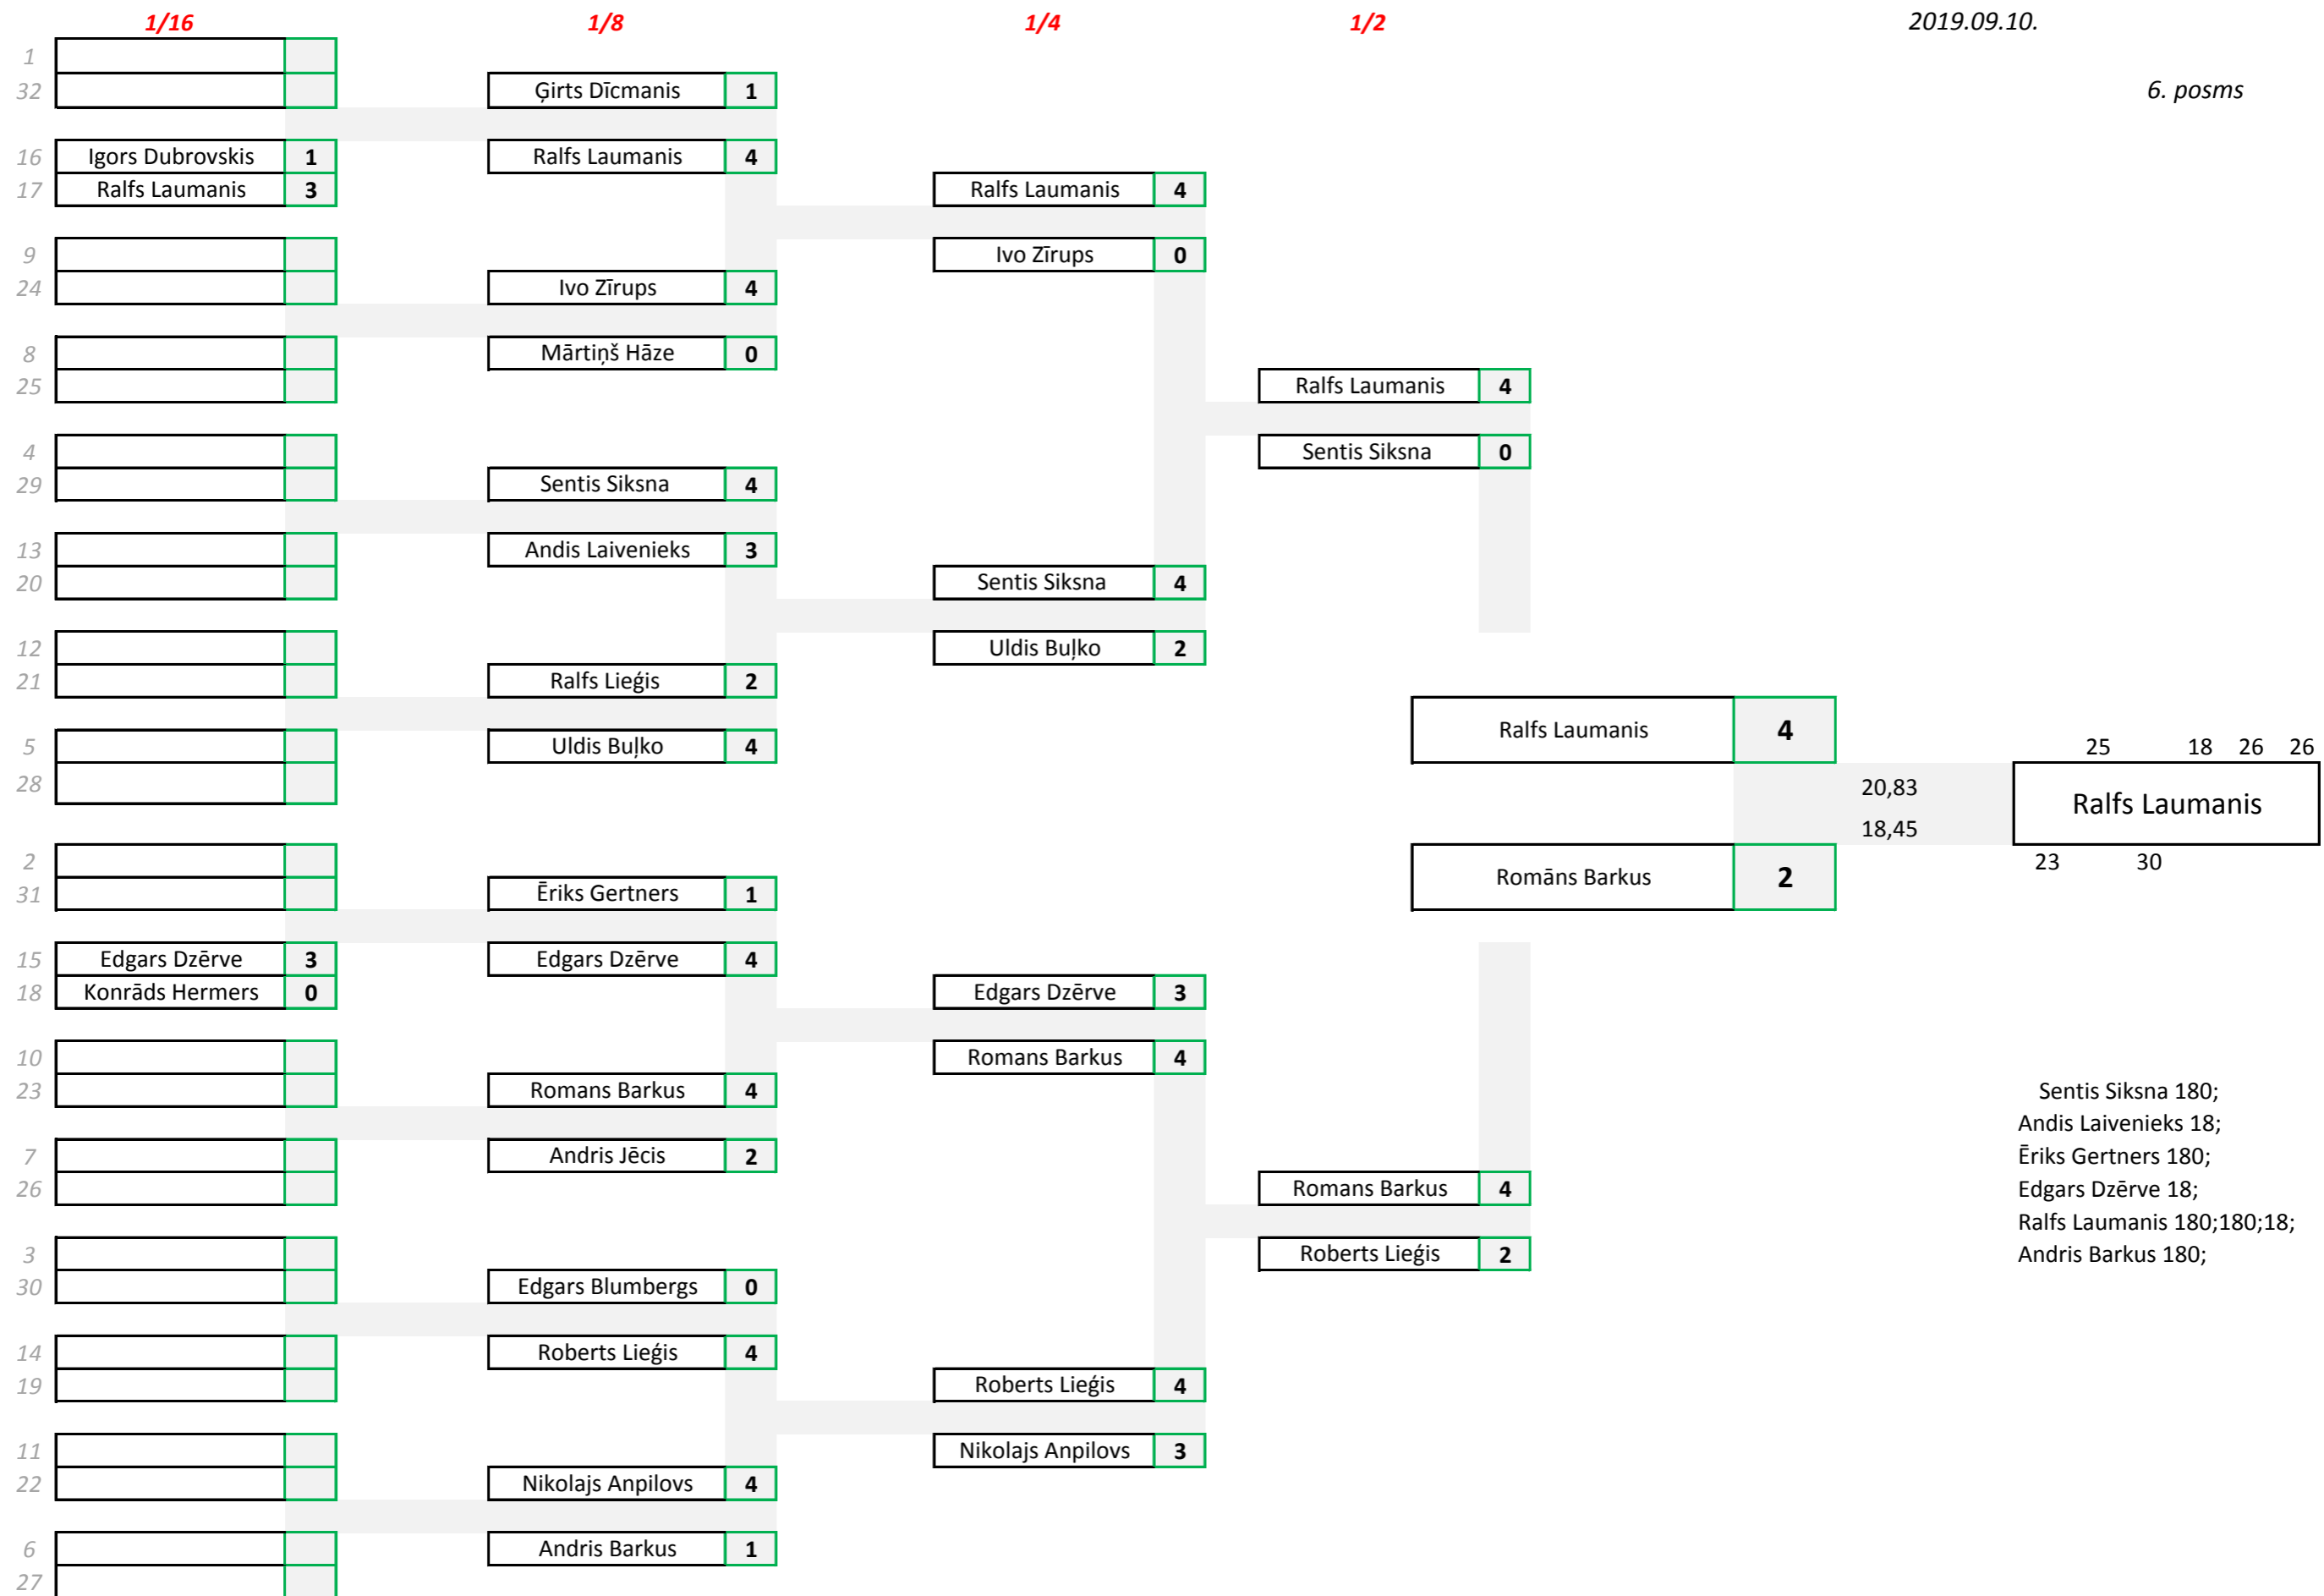 1/16 1/8 1/4 1/2 2019.09.10.
1
32 Ģirts Dīcmanis 1 6. posms
16 Igors Dubrovskis 1 Ralfs Laumanis 4
17 Ralfs Laumanis 3 Ralfs Laumanis 4
9 Ivo Zīrups 0
24 Ivo Zīrups 4
8 Mārtiņš Hāze 0
25 Ralfs Laumanis 4
4 Sentis Siksna 0
29 Sentis Siksna 4
13 Andis Laivenieks 3
20 Sentis Siksna 4
12 Uldis Buļko 2
21 Ralfs Lieģis 2
Ralfs Laumanis 4
5 Uldis Buļko 4 25 18 26 26
28 20,83
Ralfs Laumanis
18,45
2 23 30
Romāns Barkus 2
31 Ēriks Gertners 1
15 Edgars Dzērve 3 Edgars Dzērve 4
18 Konrāds Hermers 0 Edgars Dzērve 3
10 Romans Barkus 4
23 Romans Barkus 4 Sentis Siksna 180;
Andis Laivenieks 18;
7 Andris Jēcis 2 Ēriks Gertners 180;
26 Romans Barkus 4 Edgars Dzērve 18;
Ralfs Laumanis 180;180;18;
3 Roberts Lieģis 2 Andris Barkus 180;
30 Edgars Blumbergs 0
14 Roberts Lieģis 4
19 Roberts Lieģis 4
11 Nikolajs Anpilovs 3
22 Nikolajs Anpilovs 4
6 Andris Barkus 1
27